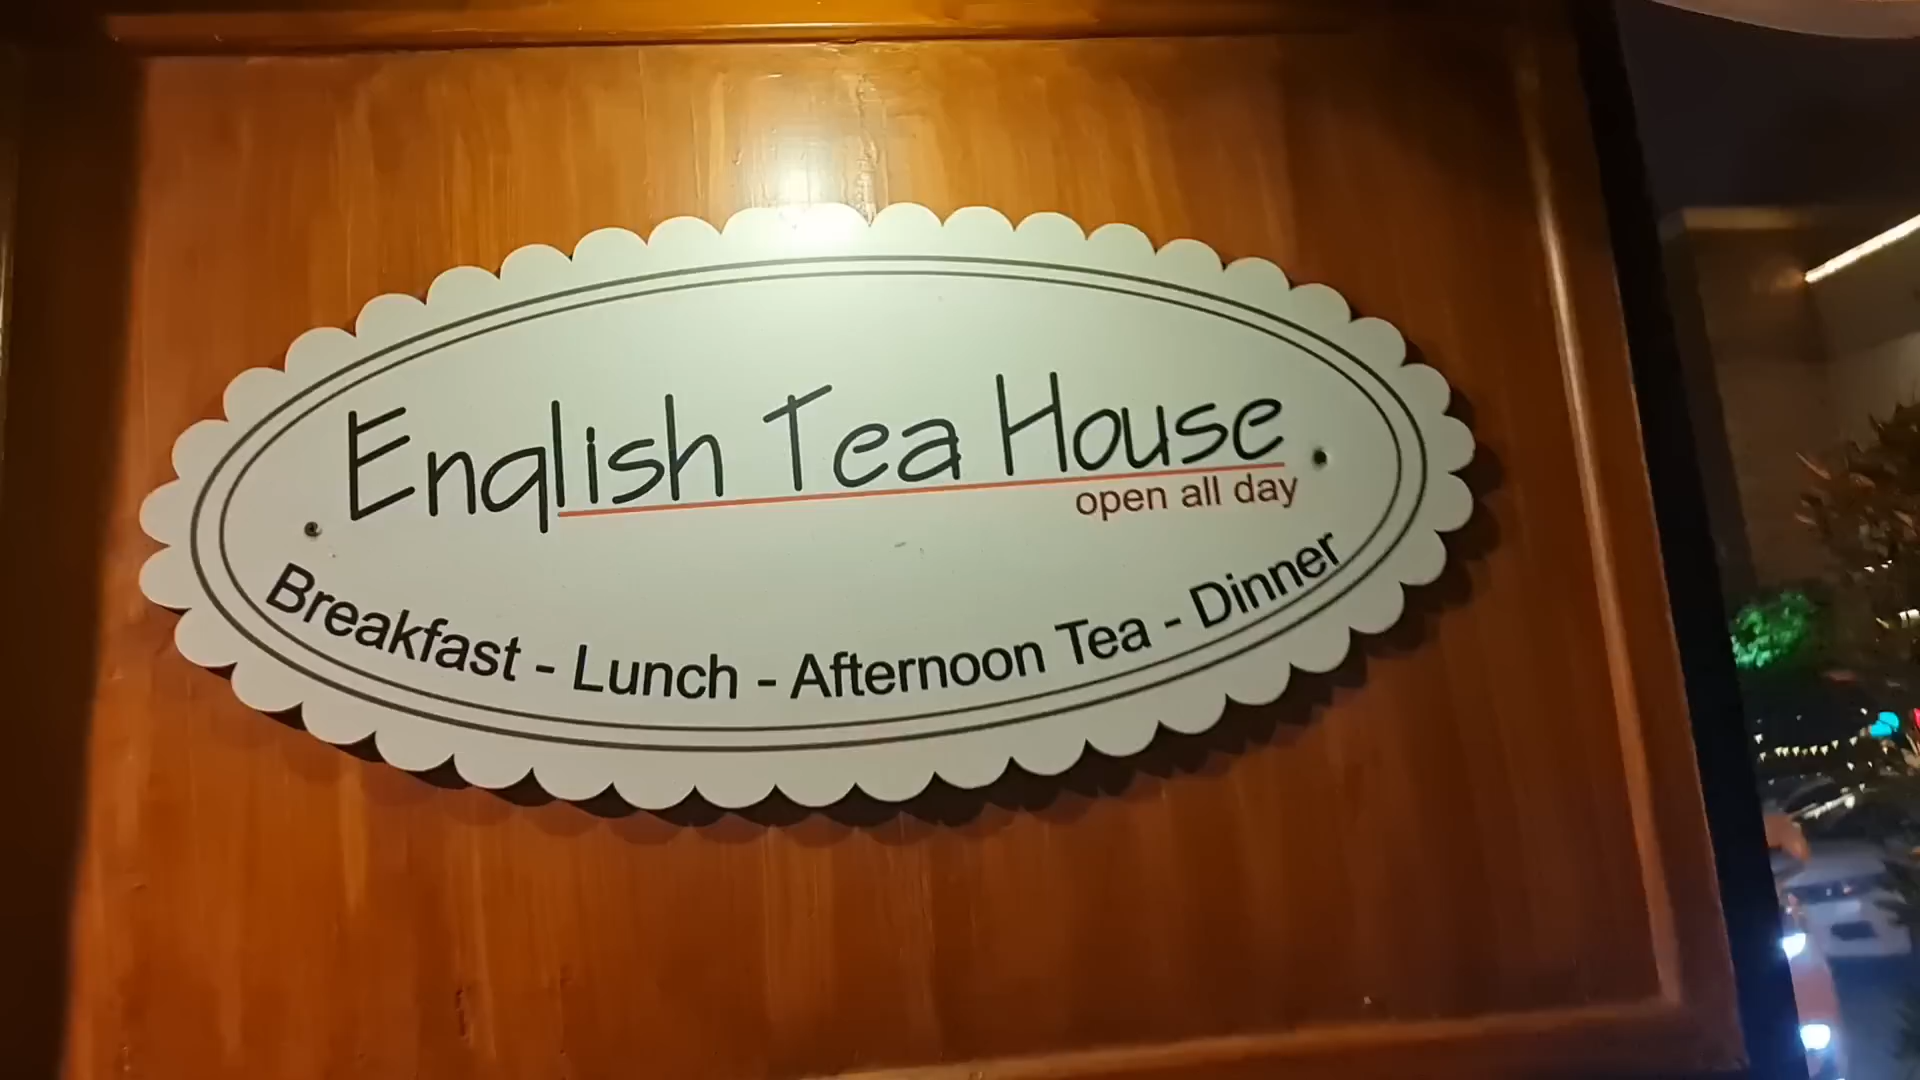 English Tea House
open all day
Breakfast - Lunch - Afternoon Tea - Dinner